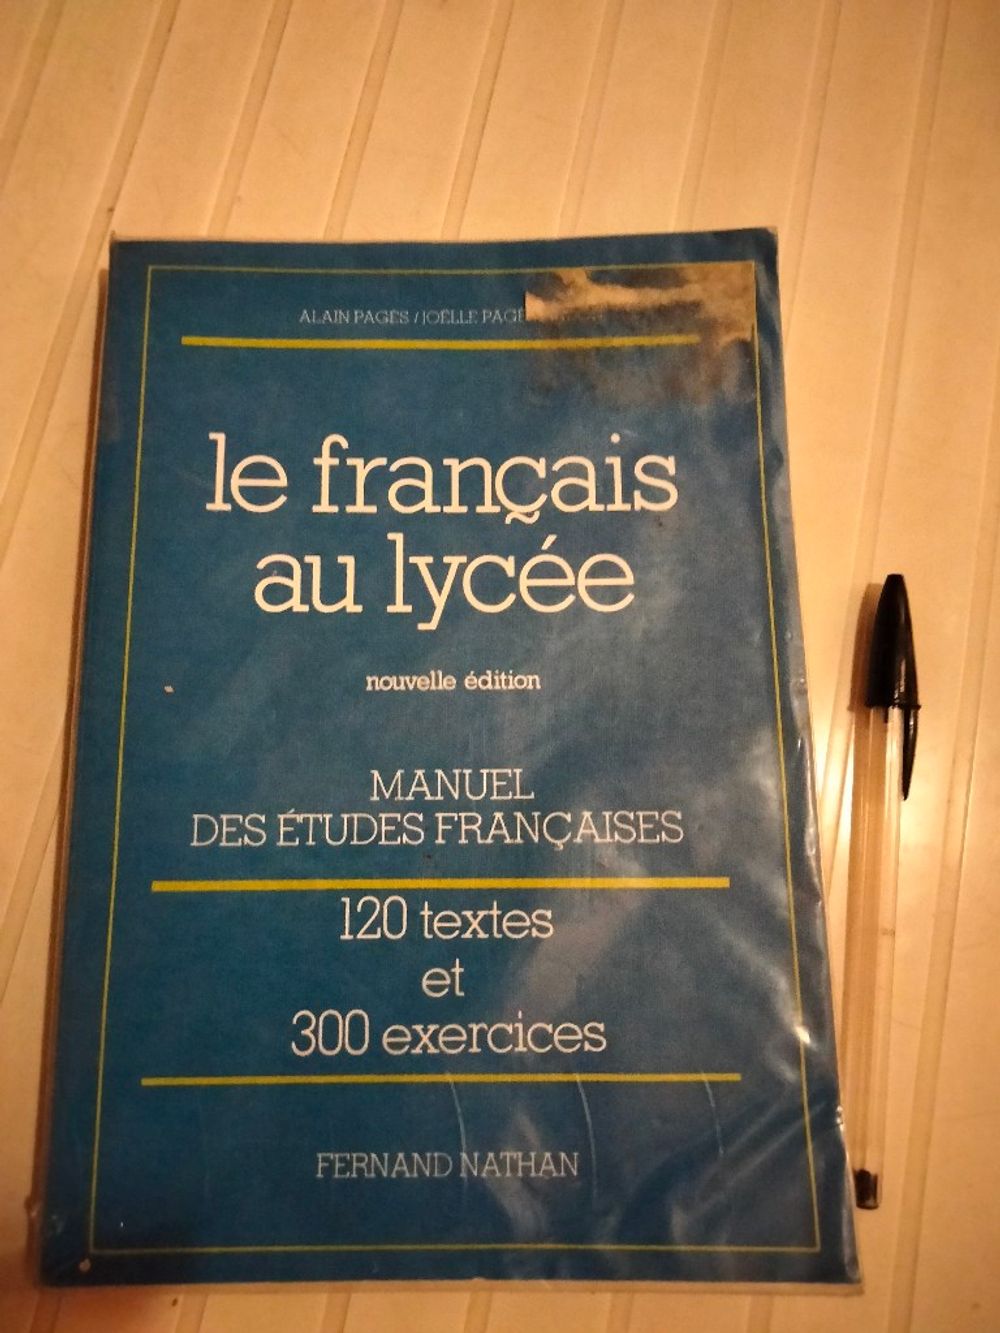 ALAIN PAGÈS / JOËLLE
le français
au lycée
nouvelle édition
MANUEL
DES ÉTUDES FRANÇAISES
120 textes
et
300 exercices
FERNAND NATHAN